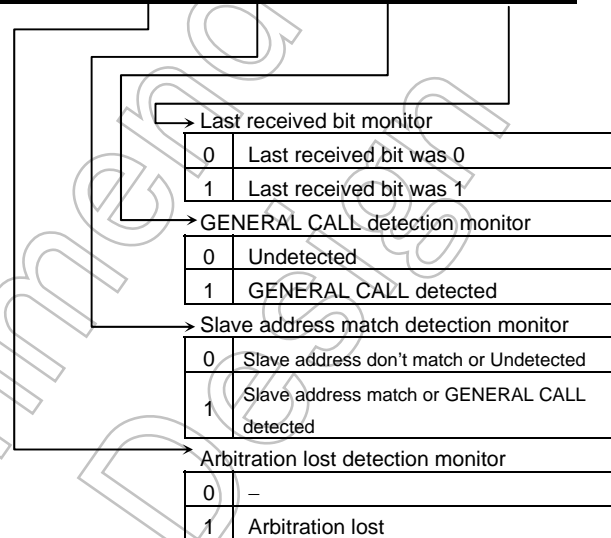 Last received bit monitor
0 Last received bit was 0
1 Last received bit was 1
GENERAL CALL detection monitor
0 Undetected
1 GENERAL CALL detected
Slave address match detection monitor
0 Slave address don't match or Undetected
1 Slave address match or GENERAL CALL
detected
Arbitration lost detection monitor
0 –
1 Arbitration lost